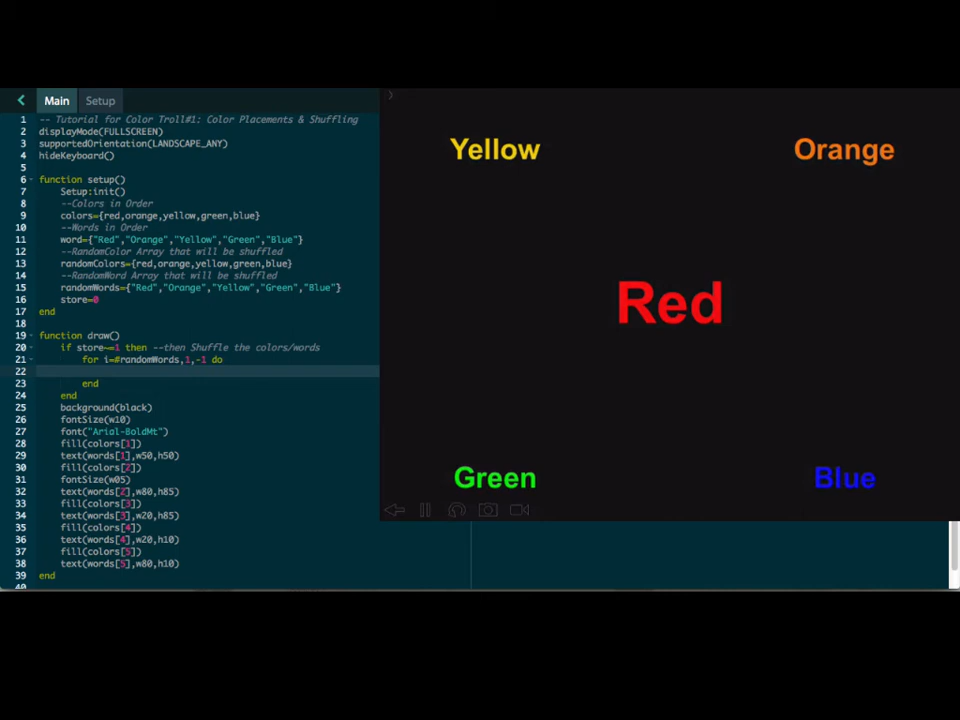 Main Setup
1 -- Tutorial for Color Troll#1: Color Placements & Shuffling
2 displayMode(FULLSCREEN)
3 supportedOrientation(LANDSCAPE_ANY)
4 hideKeyboard()
5
6 function setup()
7 Setup:init()
8 --Colors in Order
9 colors={red,orange,yellow,green,blue}
10 --Words in Order
11 word={"Red","Orange","Yellow","Green","Blue"}
12 --RandomColor Array that will be shuffled
13 randomColors={red,orange,yellow,green,blue}
14 --RandomWord Array that will be shuffled
15 randomWords={"Red","Orange","Yellow","Green","Blue"}
16 store=0
17 end
18
19 function draw()
20 if store~=1 then --then Shuffle the colors/words
21 for i=#randomWords,1,-1 do
22
23 end
24 end
25 background(black)
26 fontSize(w10)
27 font("Arial-BoldMt")
28 fill(colors[1])
29 text(words[1],w50,h50)
30 fill(colors[2])
31 fontSize(w05)
32 text(words[2],w80,h85)
33 fill(colors[3])
34 text(words[3],w20,h85)
35 fill(colors[4])
36 text(words[4],w20,h10)
37 fill(colors[5])
38 text(words[5],w80,h10)
39 end
40
Yellow Orange
Red
Green Blue